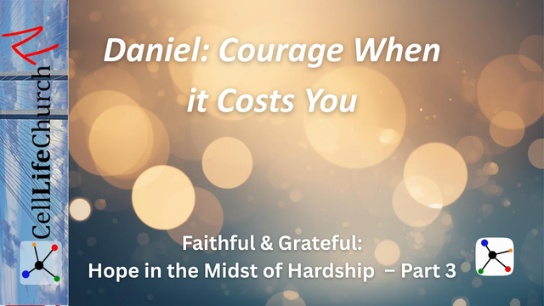 Daniel: Courage When
it Costs You
CellLifeChurch
Faithful & Grateful:
Hope in the Midst of Hardship – Part 3